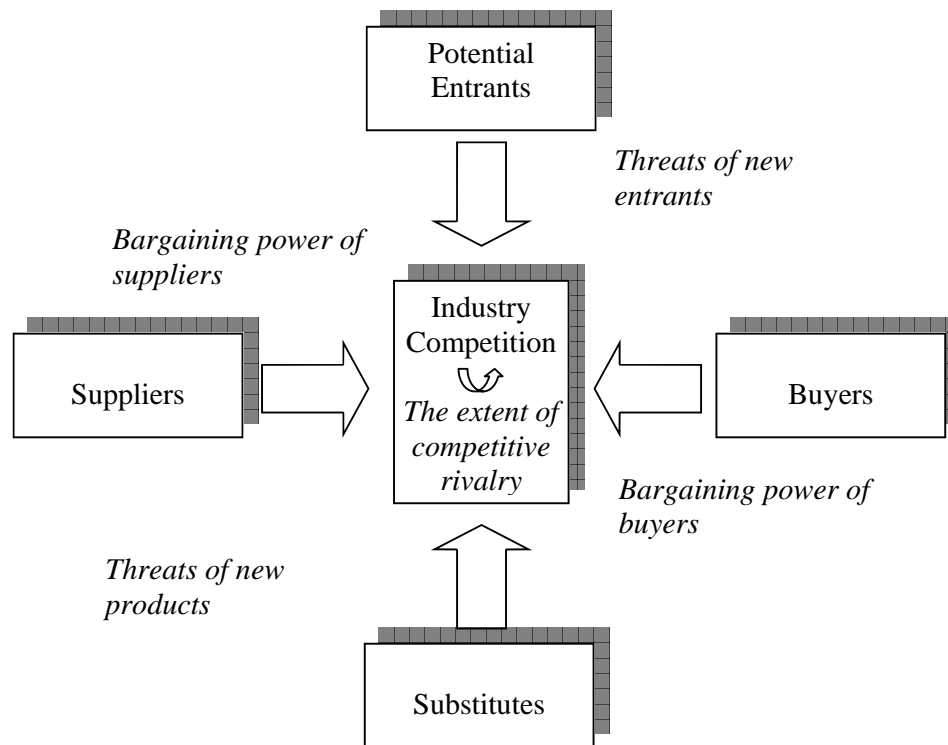 Potential
Entrants
Threats of new
entrants
Bargaining power of
suppliers
Industry
Competition
The extent of
competitive
rivalry
Suppliers
Buyers
Bargaining power of
buyers
Threats of new
products
Substitutes